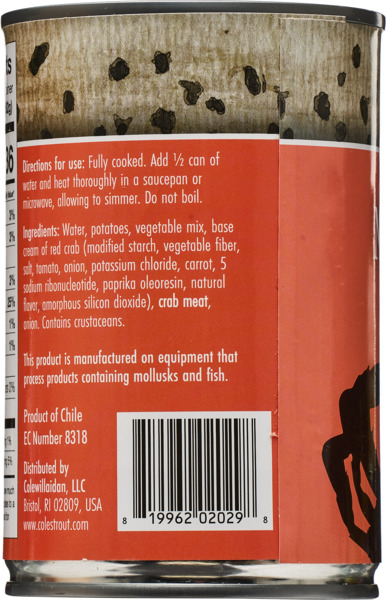 Directions for use: Fully cooked. Add ½ can of
water and heat thoroughly in a saucepan or
microwave, allowing to simmer. Do not boil.
Ingredients: Water, potatoes, vegetable mix, base
cream of red crab (modified starch, vegetable fiber,
salt, tomato, onion, potassium chloride, carrot, 5
sodium ribonucleotide, paprika oleoresin, natural
flavor, amorphous silicon dioxide), crab meat,
onion. Contains crustaceans.
This product is manufactured on equipment that
process products containing mollusks and fish.
Product of Chile
EC Number 8318
Distributed by
Colewillaidan, LLC
Bristol, RI 02809, USA
www.colestrout.com
8 19962 02029 8